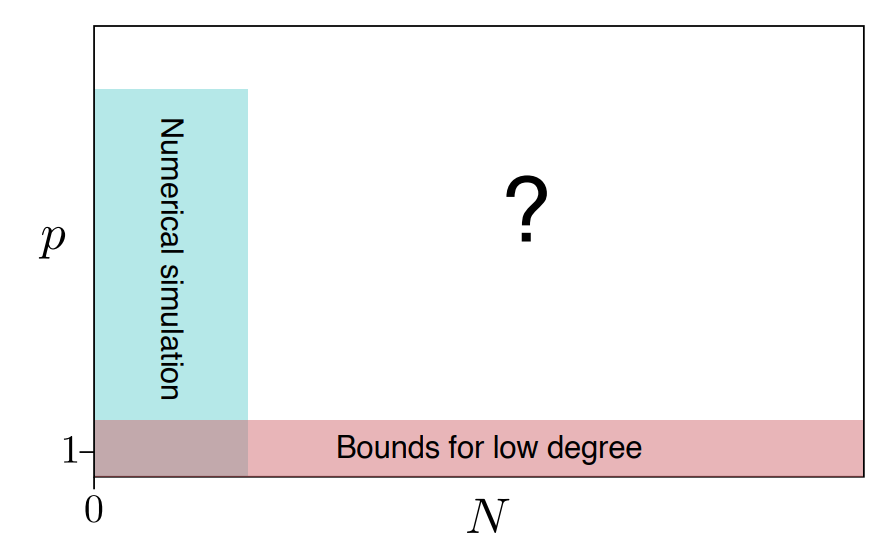 Numerical simulation
?
p
Bounds for low degree
1
0
N